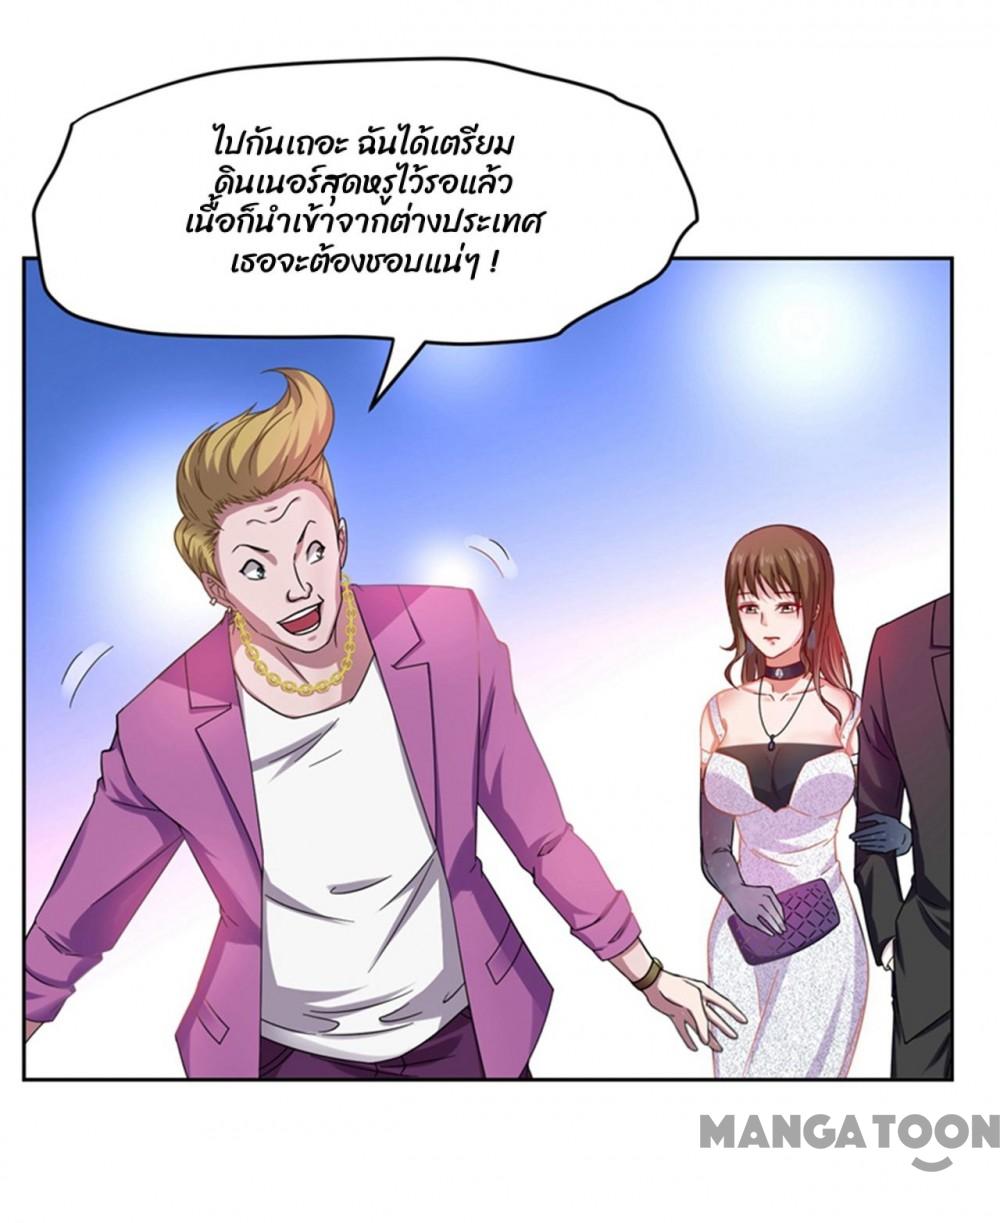 ไปกันเถอะ ฉันได้เตรียม
ดินเนอร์สุดหรูไว้รอแล้ว
เนื้อก็นำเข้าจากต่างประเทศ
เธอจะต้องชอบแน่ๆ !
MANGATOON